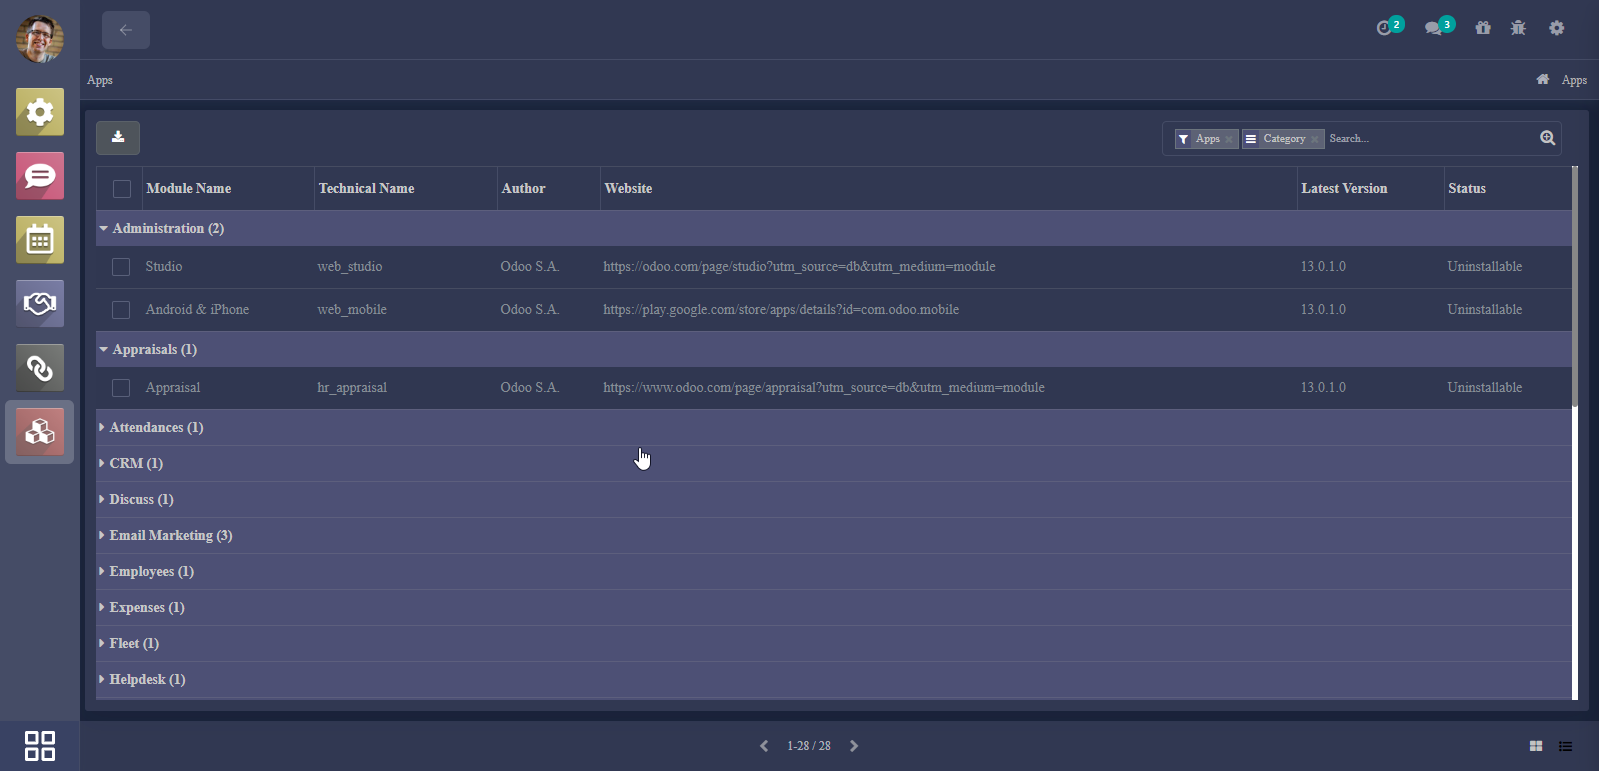 2
3
Apps
Apps
Apps
Category
Search...
Module Name
Technical Name
Author
Website
Latest Version
Status
Administration (2)
Studio
web_studio
Odoo S.A.
https://odoo.com/page/studio?utm_source=db&utm_medium=module
13.0.1.0
Uninstallable
Android & iPhone
web_mobile
Odoo S.A.
https://play.google.com/store/apps/details?id=com.odoo.mobile
13.0.1.0
Uninstallable
Appraisals (1)
Appraisal
hr_appraisal
Odoo S.A.
https://www.odoo.com/page/appraisal?utm_source=db&utm_medium=module
13.0.1.0
Uninstallable
Attendances (1)
CRM (1)
Discuss (1)
Email Marketing (3)
Employees (1)
Expenses (1)
Fleet (1)
Helpdesk (1)
1-28 / 28